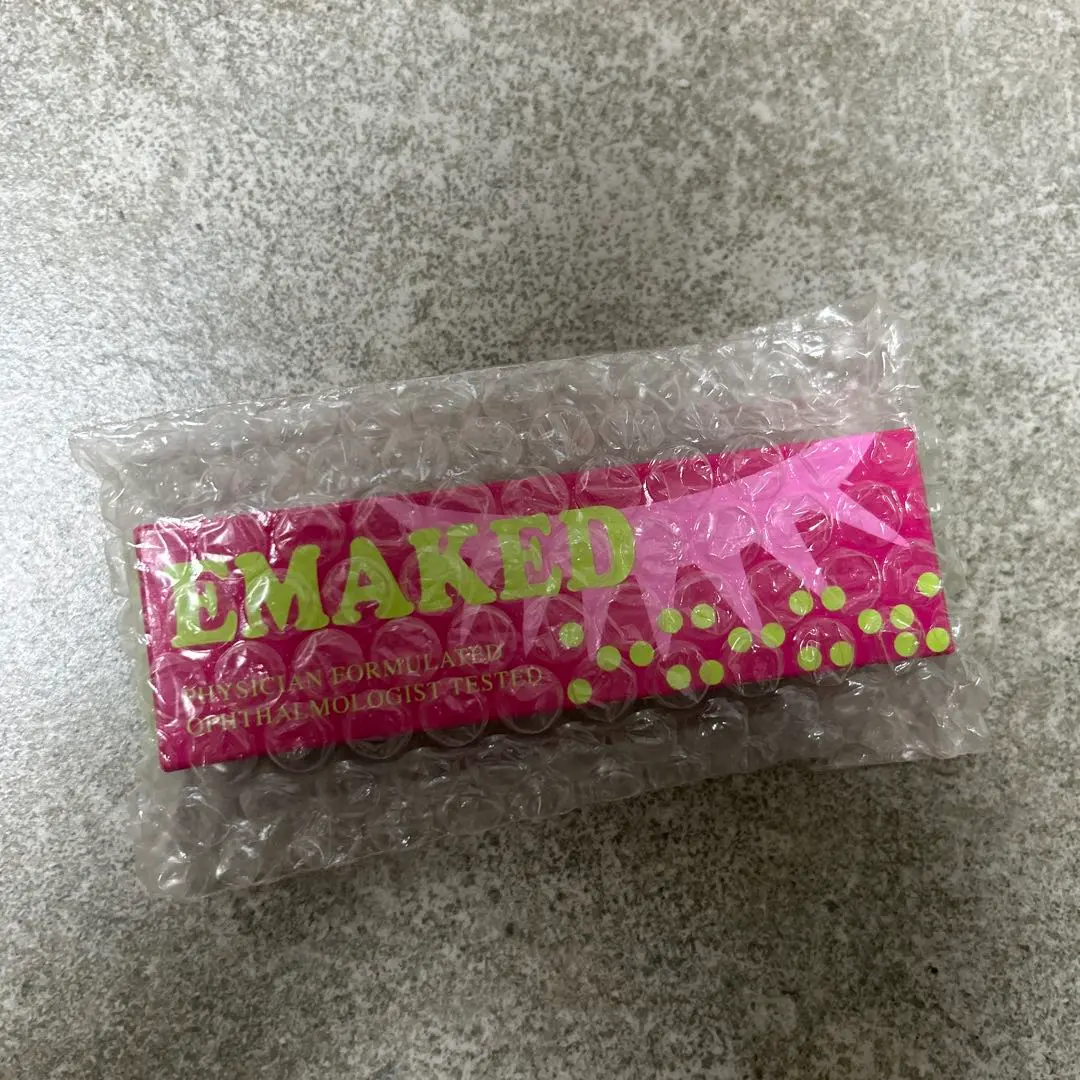 EMAKED
PHYSICIAN FORMULATED
OPHTHALMOLOGIST TESTED